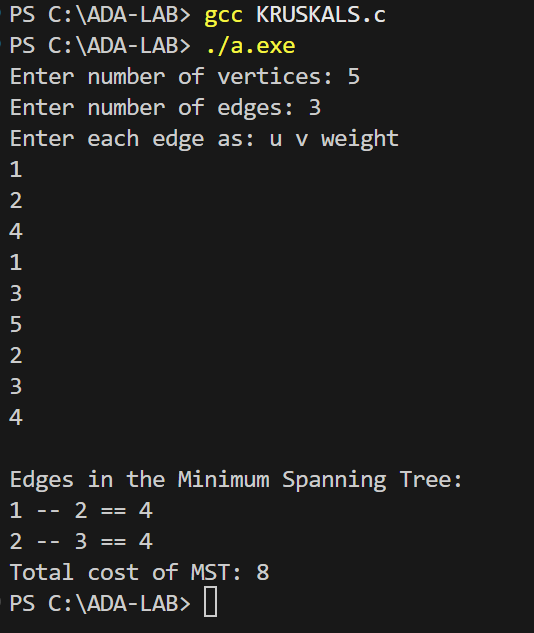 PS C:\ADA-LAB> gcc KRUSKALS.c
PS C:\ADA-LAB> ./a.exe
Enter number of vertices: 5
Enter number of edges: 3
Enter each edge as: u v weight
1
2
4
1
3
5
2
3
4
Edges in the Minimum Spanning Tree:
1 -- 2 == 4
2 -- 3 == 4
Total cost of MST: 8
PS C:\ADA-LAB>